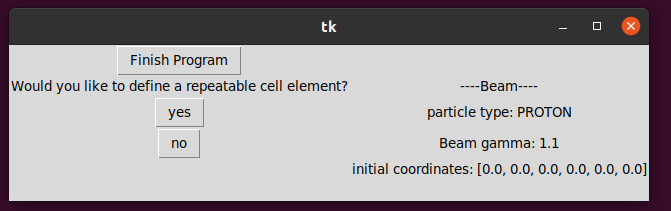 tk
Finish Program
Would you like to define a repeatable cell element?
----Beam----
yes
particle type: PROTON
no
Beam gamma: 1.1
initial coordinates: [0.0, 0.0, 0.0, 0.0, 0.0, 0.0]